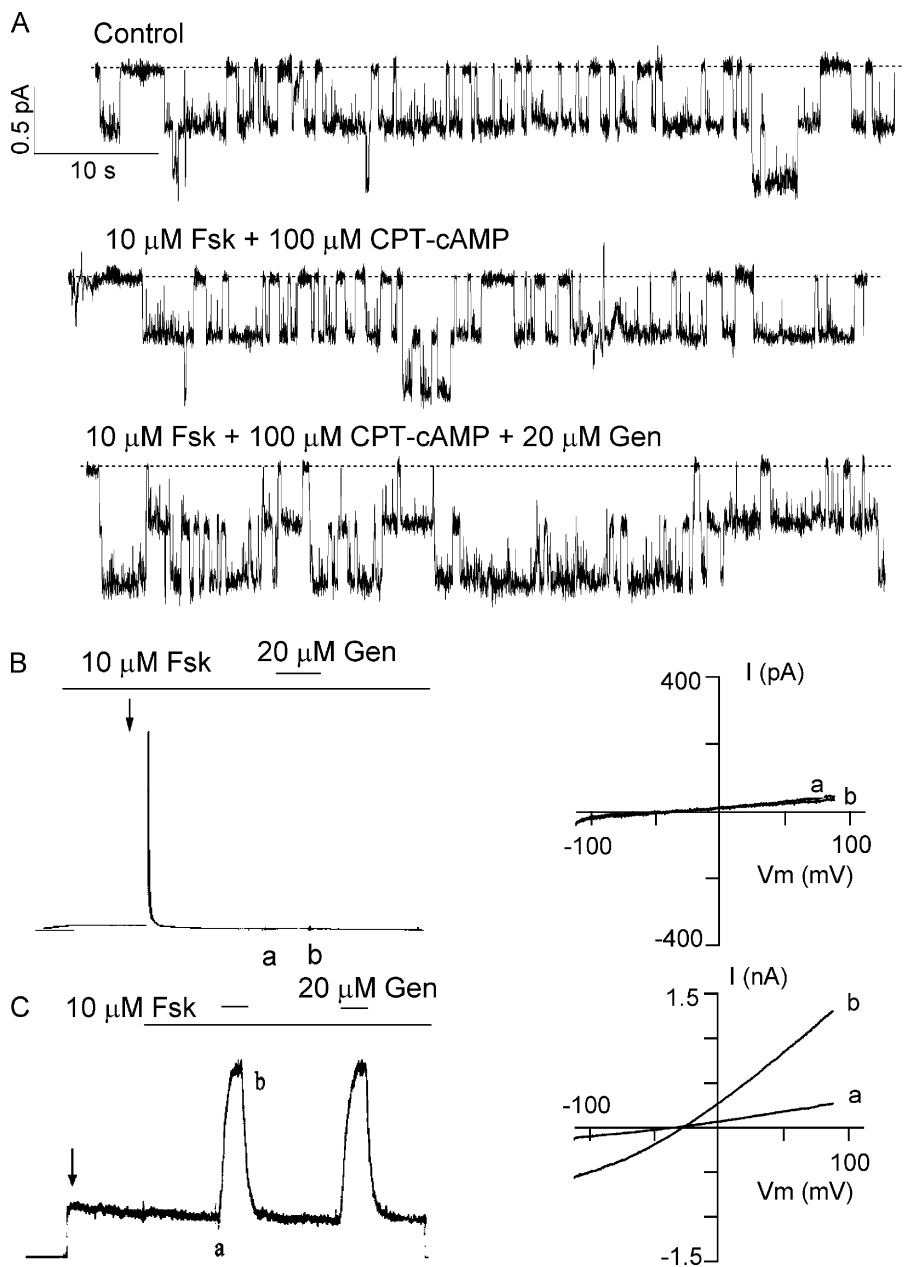 A
Control
0.5 pA
10 s
10 μM Fsk + 100 μM CPT-cAMP
10 μM Fsk + 100 μM CPT-cAMP + 20 μM Gen
B
10 μM Fsk
20 μM Gen
a
b
400
I (pA)
a
b
-100
100
Vm (mV)
-400
C
10 μM Fsk
20 μM Gen
b
a
1.5
I (nA)
b
a
-100
100
Vm (mV)
-1.5